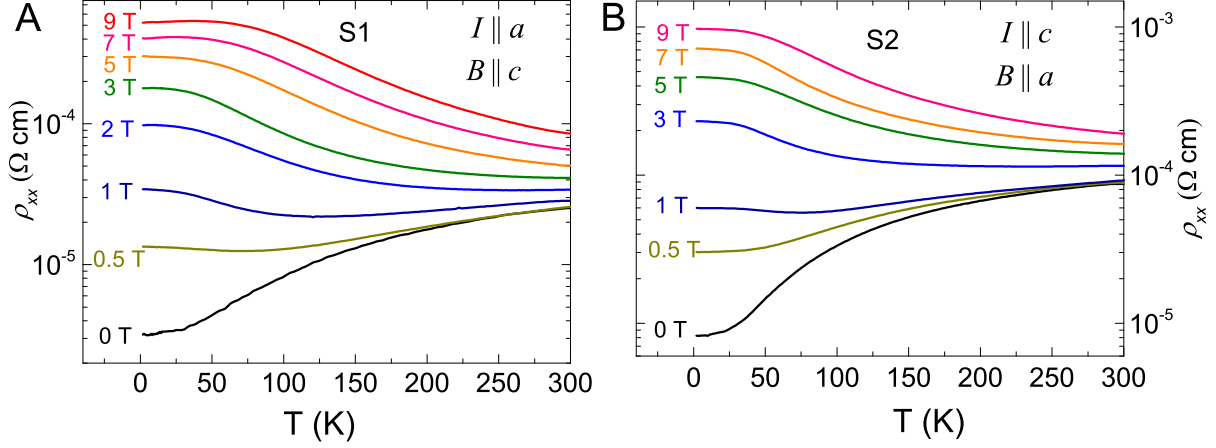 A
S1
I || a
B || c
9 T
7 T
5 T
3 T
2 T
1 T
0.5 T
0 T
10⁻⁴
10⁻⁵
ρxx (Ω cm)
0 50 100 150 200 250 300
T (K)
B
S2
I || c
B || a
9 T
7 T
5 T
3 T
1 T
0.5 T
0 T
10⁻³
10⁻⁴
10⁻⁵
ρxx (Ω cm)
0 50 100 150 200 250 300
T (K)